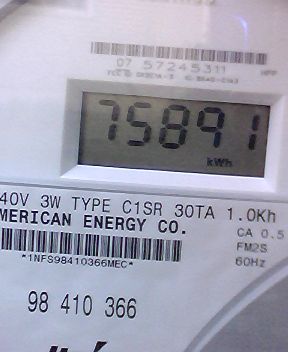 07 57245311
75891
kWh
40V 3W TYPE C1SR 30TA 1.0Kh
MERICAN ENERGY CO.
CA 0.5
FM2S
*1NFS98410366MEC*
60Hz
98 410 366